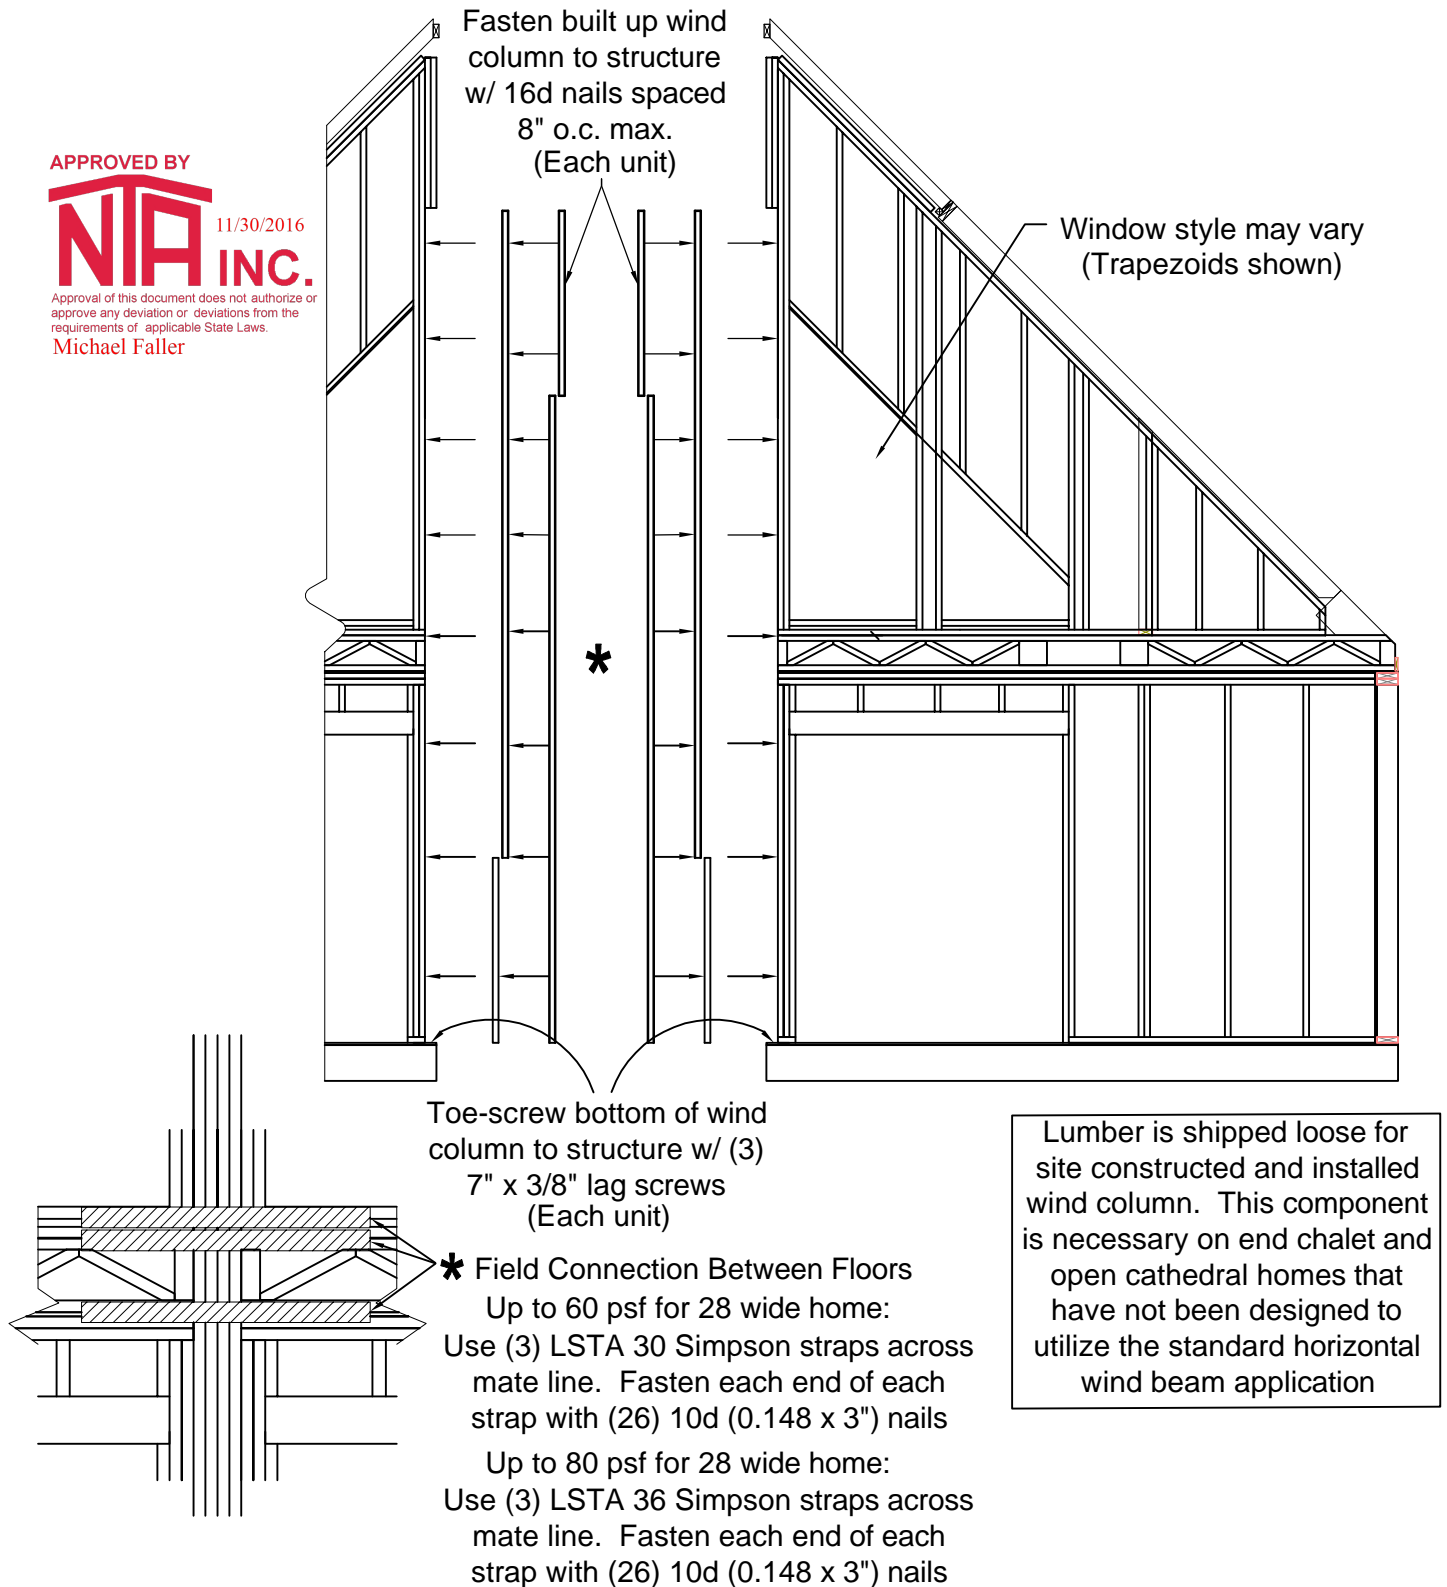 Fasten built up wind
column to structure
w/ 16d nails spaced
8" o.c. max.
(Each unit)
APPROVED BY
NTA
11/30/2016
INC.
Approval of this document does not authorize or
approve any deviation or deviations from the
requirements of applicable State Laws.
Michael Faller
Window style may vary
(Trapezoids shown)
*
Toe-screw bottom of wind
column to structure w/ (3)
7" x 3/8" lag screws
(Each unit)
* Field Connection Between Floors
Up to 60 psf for 28 wide home:
Use (3) LSTA 30 Simpson straps across
mate line. Fasten each end of each
strap with (26) 10d (0.148 x 3") nails
Up to 80 psf for 28 wide home:
Use (3) LSTA 36 Simpson straps across
mate line. Fasten each end of each
strap with (26) 10d (0.148 x 3") nails
Lumber is shipped loose for
site constructed and installed
wind column. This component
is necessary on end chalet and
open cathedral homes that
have not been designed to
utilize the standard horizontal
wind beam application